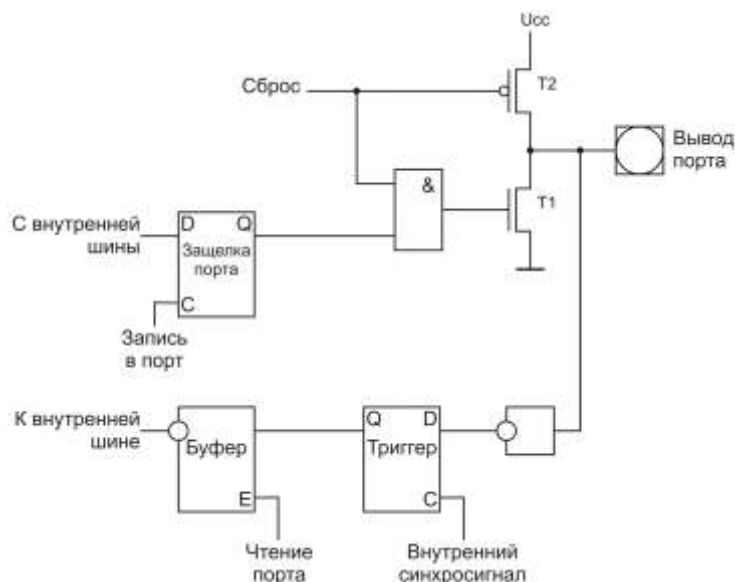 Ucc
Сброс
T2
Вывод
порта
&
T1
С внутренней
шины
D Q
Защелка
порта
C
Запись
в порт
К внутренней
шине
Буфер
E
Q D
Триггер
C
Чтение
порта
Внутренний
синхросигнал